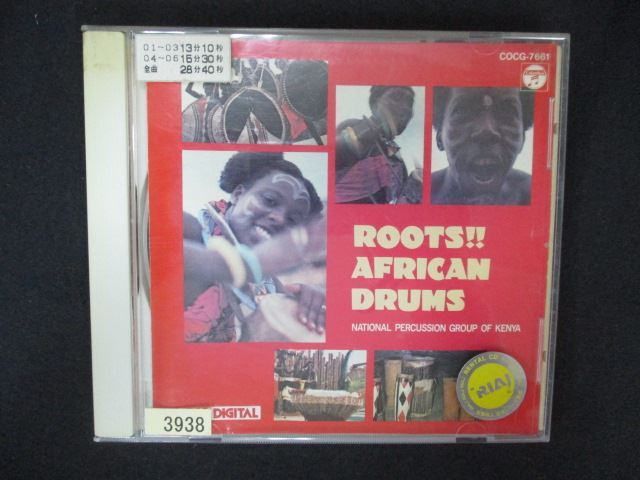 01～03 13分10秒
04～06 15分30秒
全曲 28分40秒
COCG-7661
Columbia
ROOTS!!
AFRICAN
DRUMS
NATIONAL PERCUSSION GROUP OF KENYA
RENTAL CD
RIAJ
3938
DIGITAL